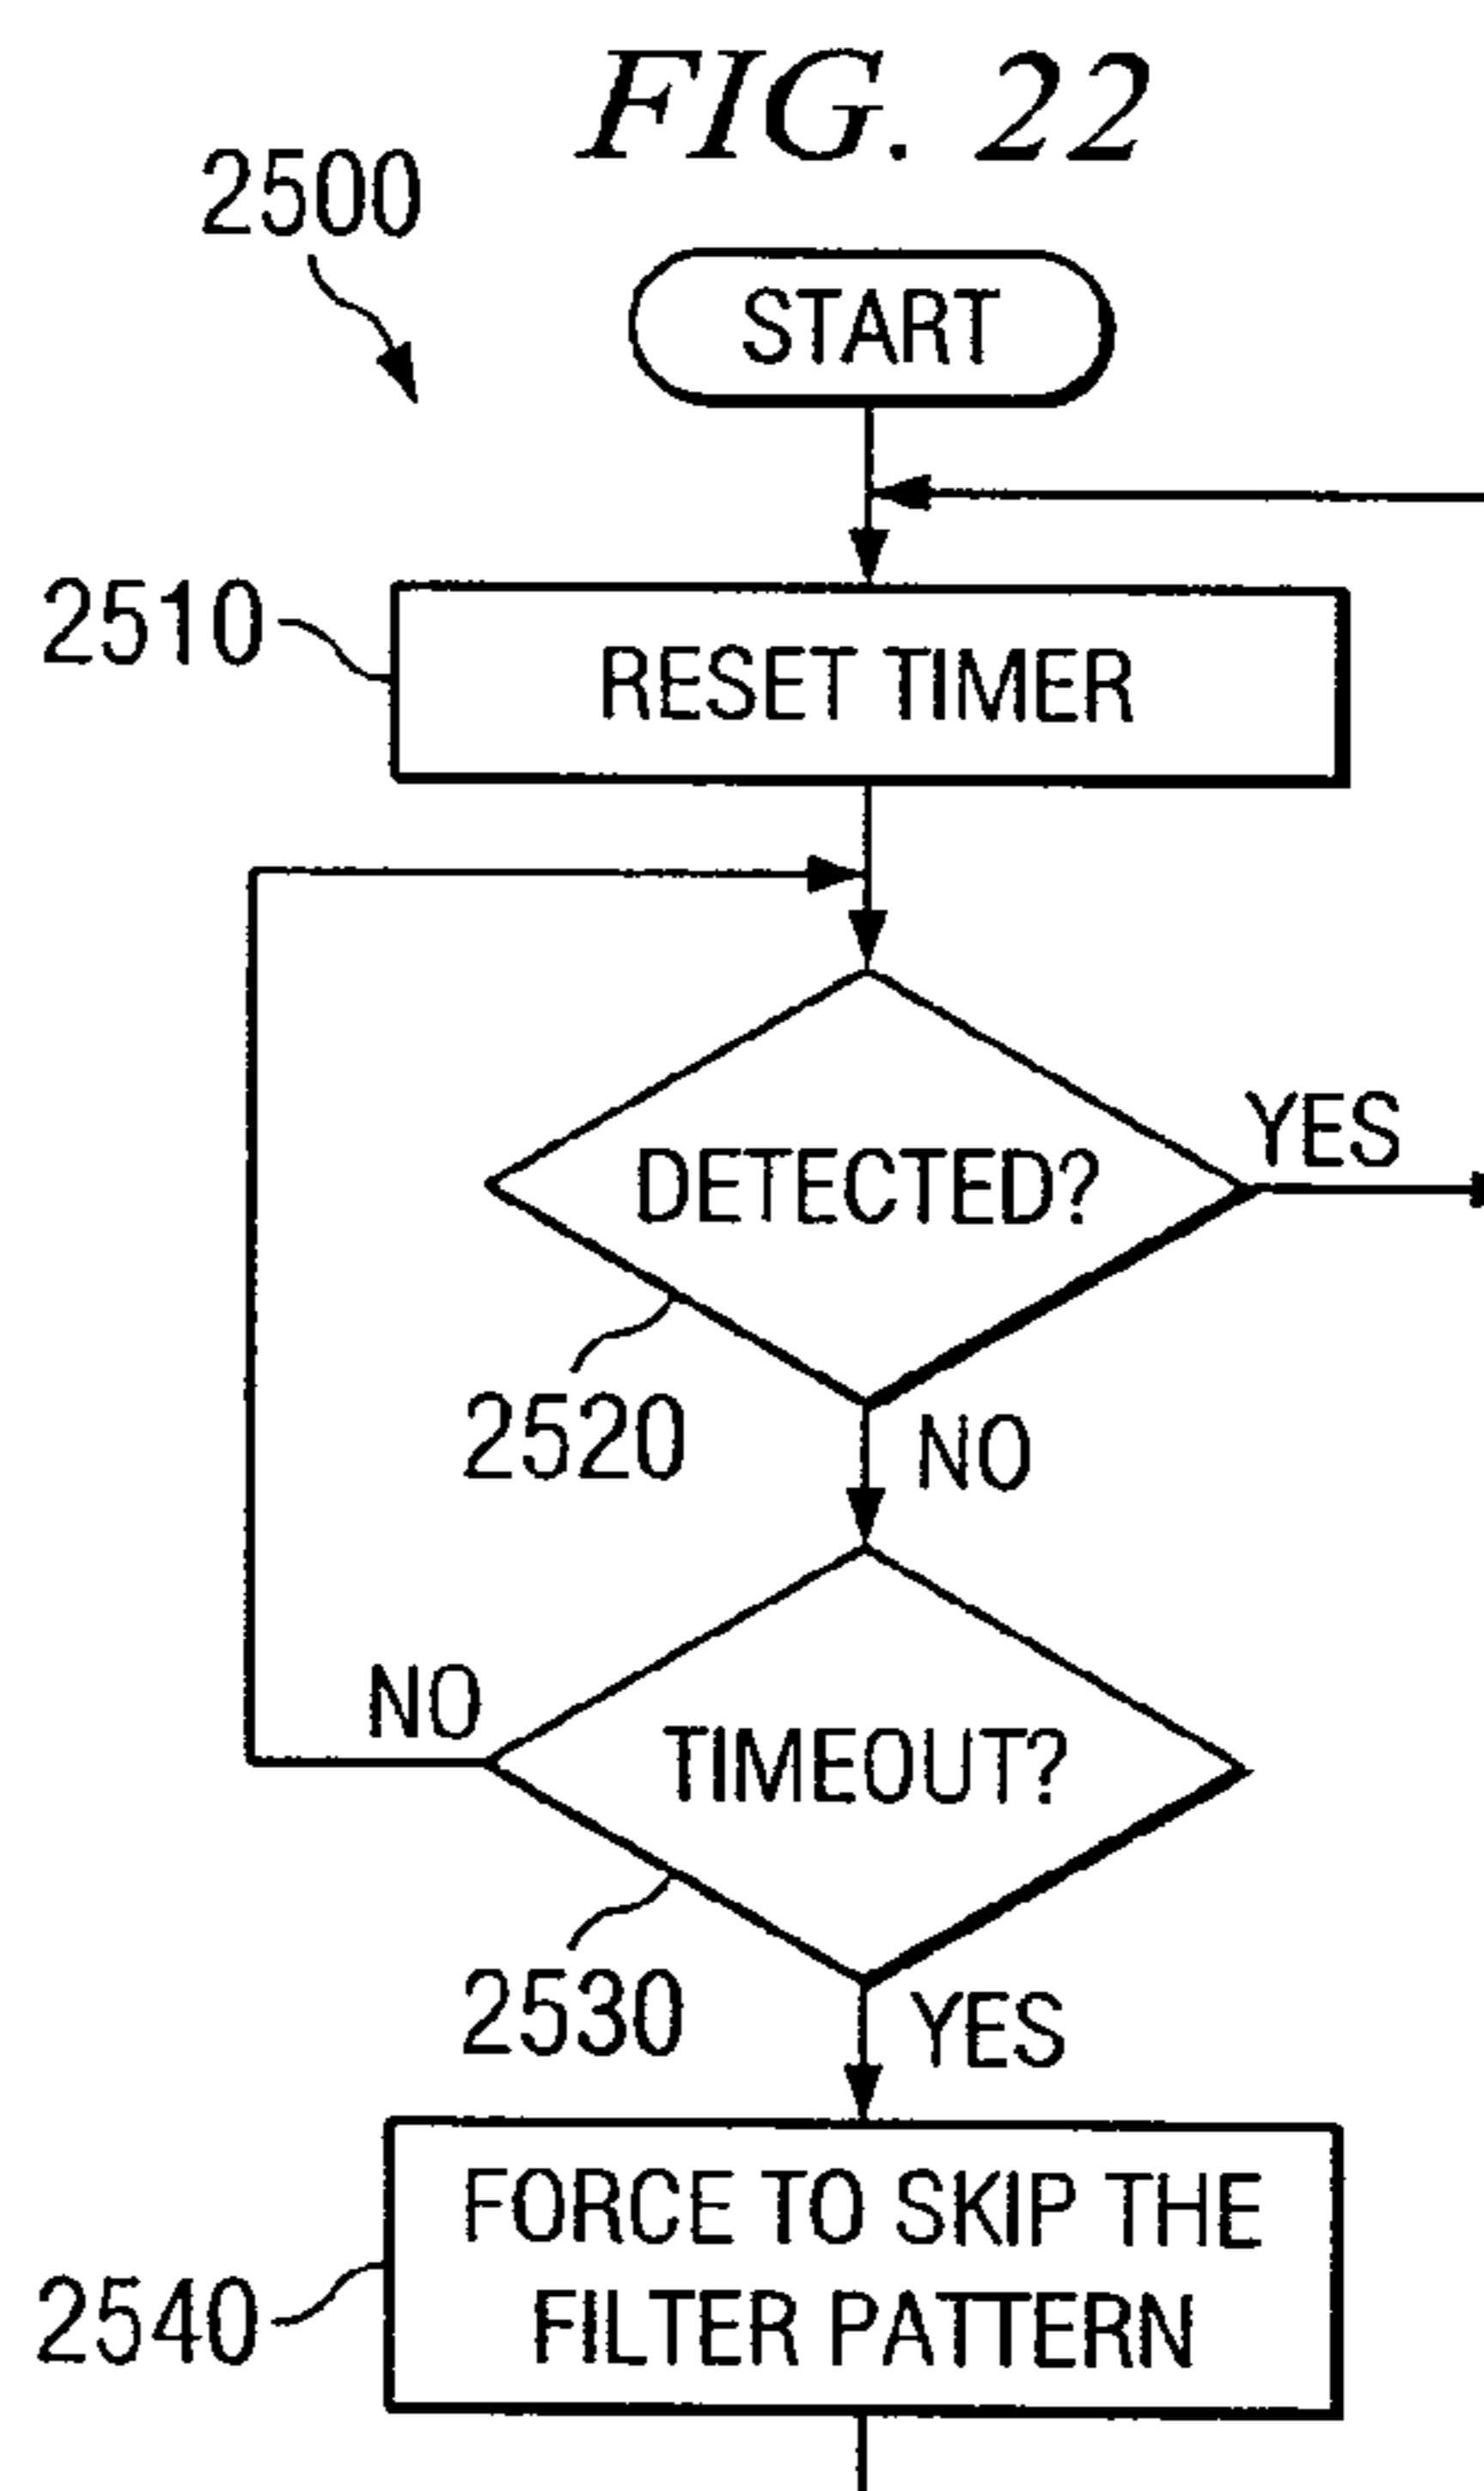 FIG. 22
2500
START
2510
RESET TIMER
DETECTED?
YES
2520
NO
NO
TIMEOUT?
2530
YES
FORCE TO SKIP THE
FILTER PATTERN
2540